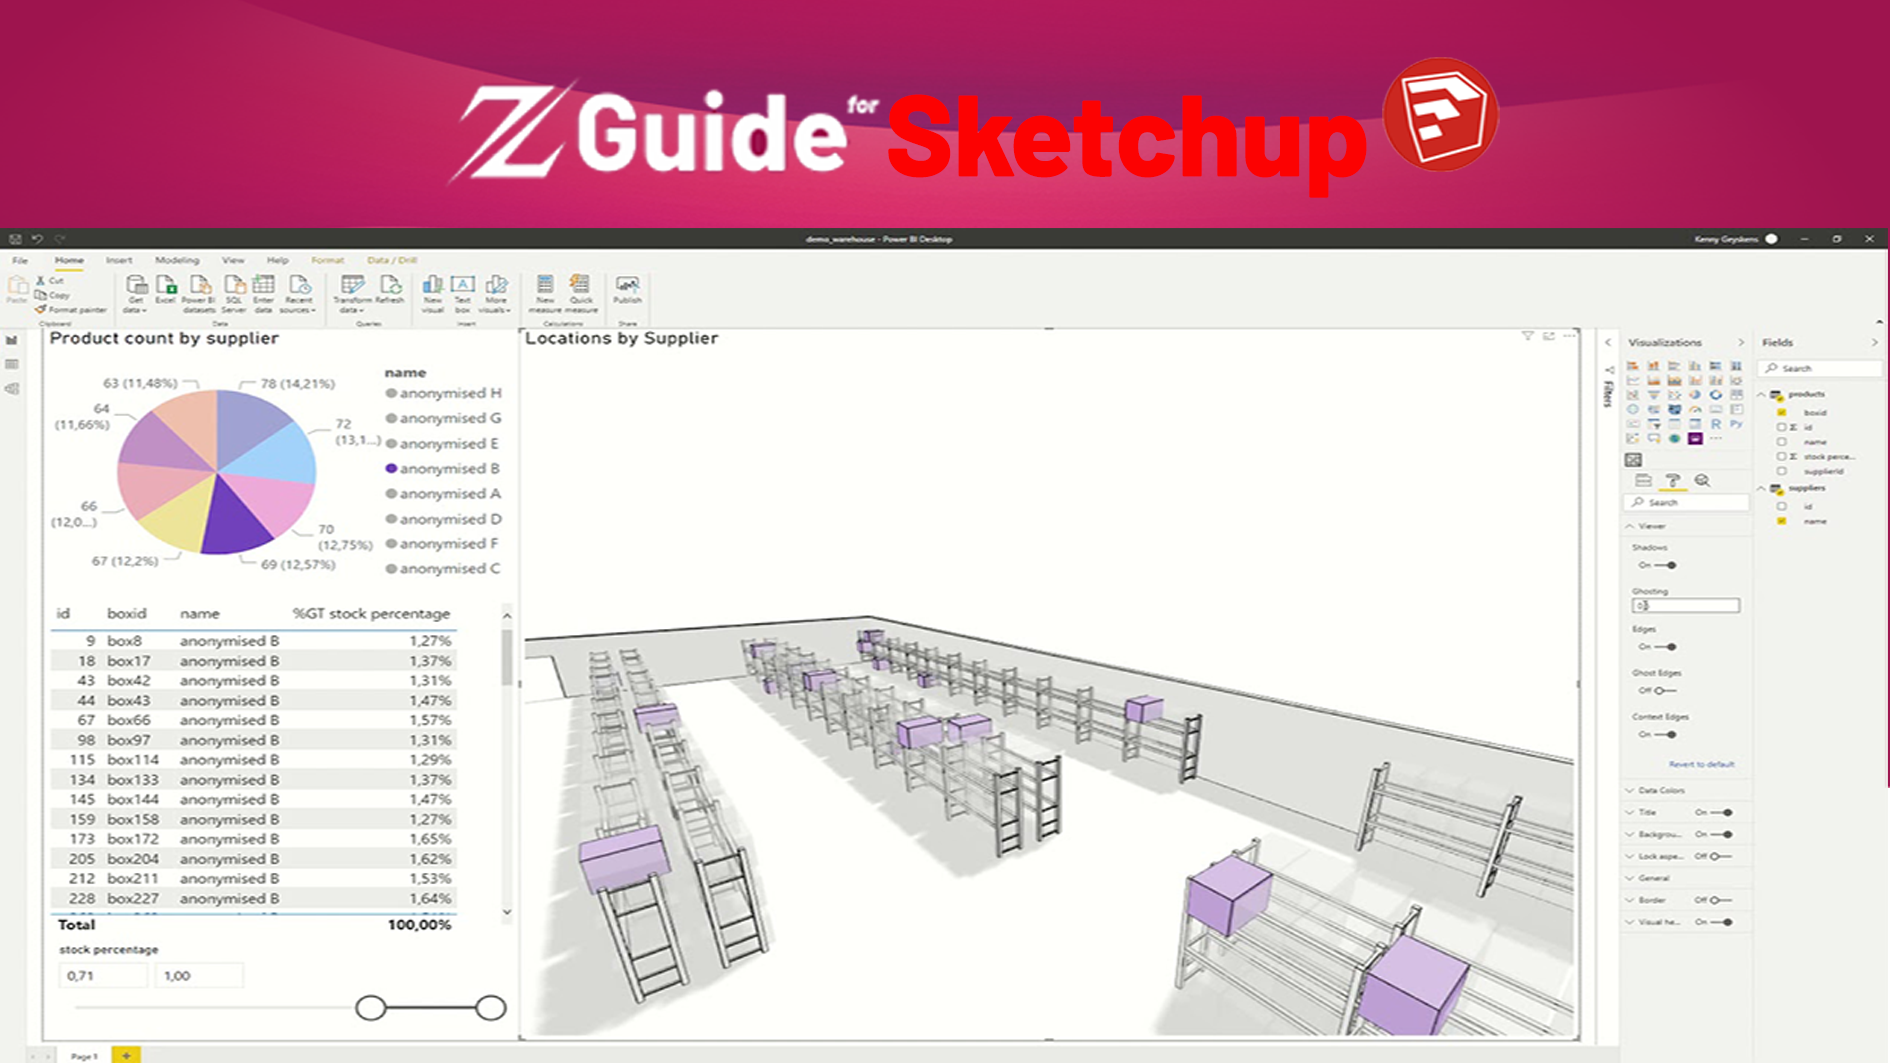 Z Guide for Sketchup
demo_warehouse - Power BI Desktop
Kenny Geyskens
File Home Insert Modeling View Help Format Data / Drill
Paste
Cut
Copy
Format painter
Clipboard
Get data
Excel
Power BI datasets
SQL Server
Enter data
Recent sources
Data
Transform data
Refresh
Queries
New visual
Text box
More visuals
Insert
New measure
Quick measure
Calculations
Publish
Share
Product count by supplier
63 (11,48%)
78 (14,21%)
64
(11,66%)
72
(13,1...)
66
(12,0...)
70
(12,75%)
67 (12,2%)
69 (12,57%)
name
anonymised H
anonymised G
anonymised E
anonymised B
anonymised A
anonymised D
anonymised F
anonymised C
id boxid name %GT stock percentage
9 box8 anonymised B 1,27%
18 box17 anonymised B 1,37%
43 box42 anonymised B 1,31%
44 box43 anonymised B 1,47%
67 box66 anonymised B 1,57%
98 box97 anonymised B 1,31%
115 box114 anonymised B 1,29%
134 box133 anonymised B 1,37%
145 box144 anonymised B 1,47%
159 box158 anonymised B 1,27%
173 box172 anonymised B 1,65%
205 box204 anonymised B 1,62%
212 box211 anonymised B 1,53%
228 box227 anonymised B 1,64%
Total 100,00%
stock percentage
0,71 1,00
Page 1
Locations by Supplier
Filters
Visualizations
Search
Viewer
Shadows
On
Ghosting
Edges
On
Ghost Edges
Off
Context Edges
On
Revert to default
Data Colors
Title On
Backgrou... On
Lock aspe... Off
General
Border Off
Visual he... On
Fields
Search
products
boxid
id
name
stock perce...
supplierId
suppliers
id
name